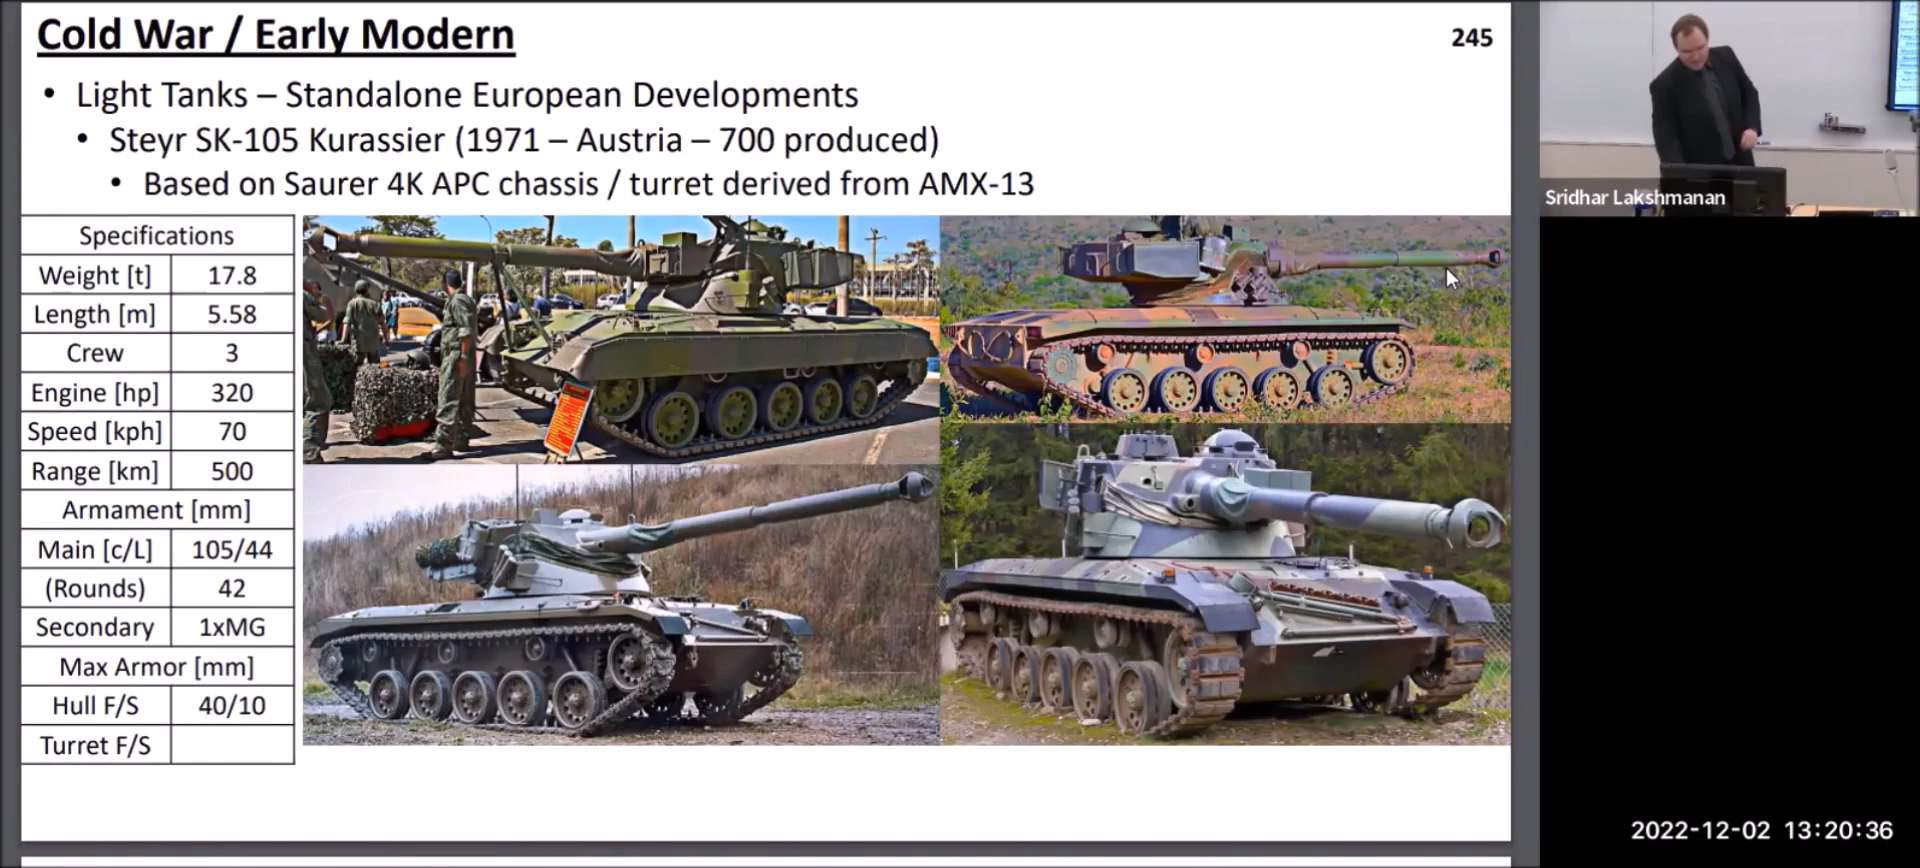 Cold War / Early Modern
245
• Light Tanks – Standalone European Developments
• Steyr SK-105 Kurassier (1971 – Austria – 700 produced)
• Based on Saurer 4K APC chassis / turret derived from AMX-13
Specifications
Weight [t] 17.8
Length [m] 5.58
Crew 3
Engine [hp] 320
Speed [kph] 70
Range [km] 500
Armament [mm]
Main [c/L] 105/44
(Rounds) 42
Secondary 1xMG
Max Armor [mm]
Hull F/S 40/10
Turret F/S
Sridhar Lakshmanan
2022-12-02 13:20:36